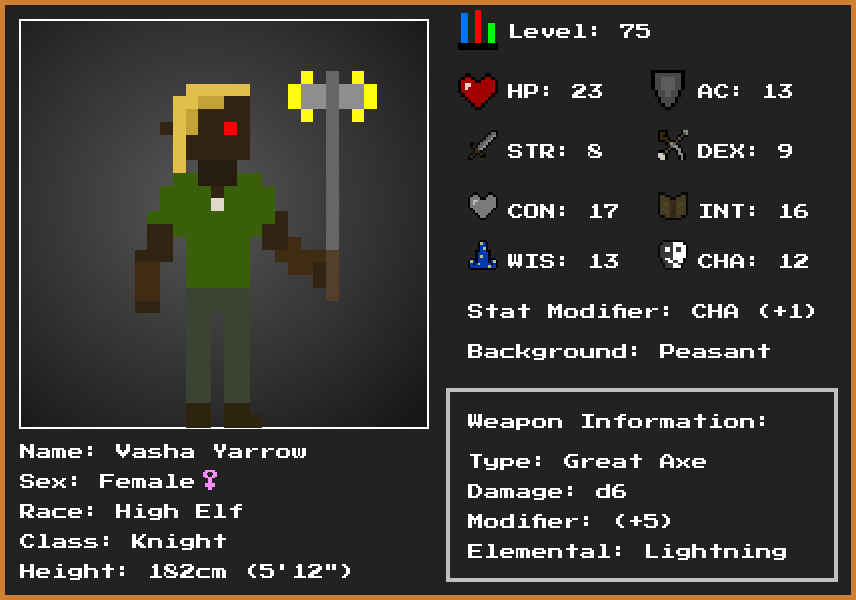 Level: 75
HP: 23
AC: 13
STR: 8
DEX: 9
CON: 17
INT: 16
WIS: 13
CHA: 12
Stat Modifier: CHA (+1)
Background: Peasant
Weapon Information:
Type: Great Axe
Damage: d6
Modifier: (+5)
Elemental: Lightning
Name: Vasha Yarrow
Sex: Female♀
Race: High Elf
Class: Knight
Height: 182cm (5'12")